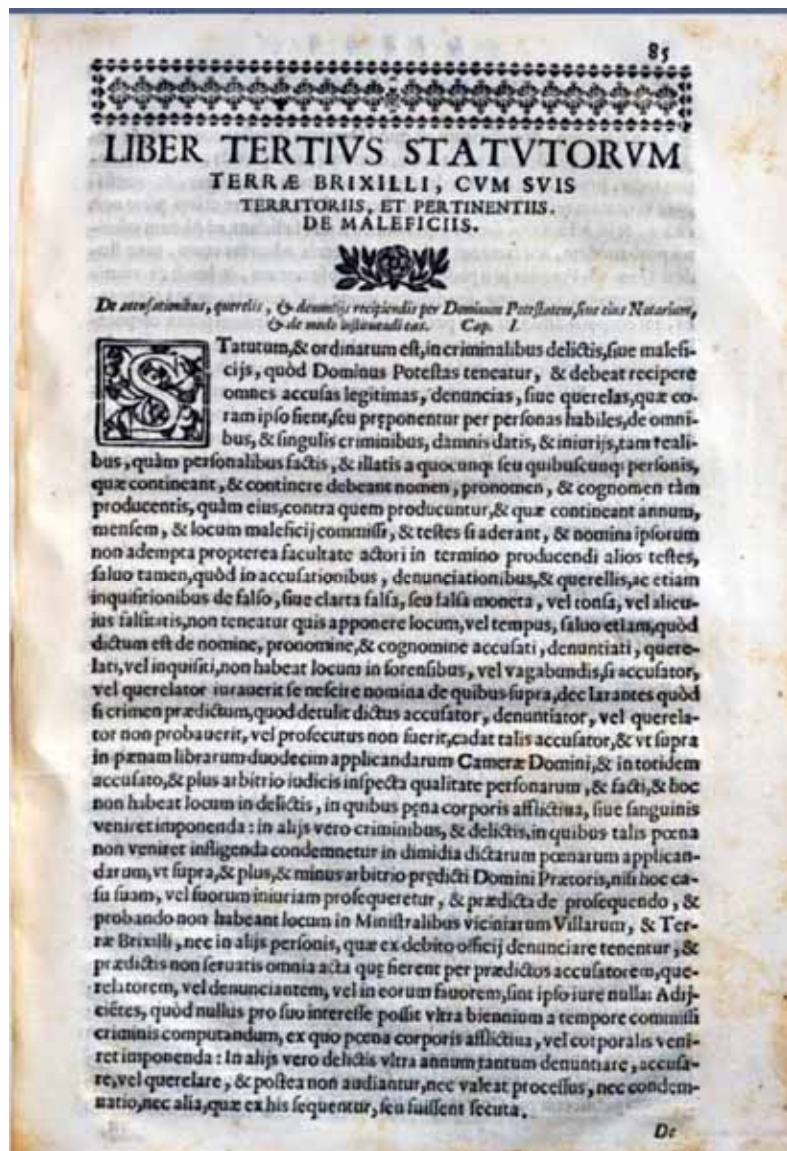 85
LIBER TERTIVS STATVTORVM
TERRÆ BRIXILLI, CVM SVIS
TERRITORIIS, ET PERTINENTIIS.
DE MALEFICIIS.
De accusationibus, querelis, & denuntijs recipiendis per Dominum Potestatem, siue eius Notarium,
& de modo instituendi eas. Cap. I.
STatutum,& ordinatum est,in criminalibus delictis,siue malefi-
cijs, quòd Dominus Potestas teneatur, & debeat recipere
omnes accusas legitimas, denuncias, siue querelas,quæ co-
ram ipso fient,seu pręponentur per personas habiles,de omni-
bus, & singulis criminibus, damnis datis, & iniurijs,tam reali-
bus, quàm personalibus factis, & illatis a quocunq; seu quibuscunq; personis,
quæ contineant, & continere debeant nomen, pronomen, & cognomen tàm
producentis, quàm eius,contra quem producuntur,& quæ contineant annum,
mensem, & locum maleficij commissi, & testes si aderant, & nomina ipsorum
non adempta propterea facultate actori in termino producendi alios testes,
saluo tamen,quòd in accusationibus, denunciationibus,& querellis,ac etiam
inquisitionibus de falso, siue clarta falsa, seu falsa moneta, vel tonsa, vel alicu-
ius falsitatis,non teneatur quis apponere locum,vel tempus, saluo etiam,quòd
dictum est de nomine, pronomine,& cognomine accusati, denuntiati, quere-
lati,vel inquisiti,non habeat locum in forensibus, vel vagabundis,si accusator,
vel querelator iurauerit se nescire nomina de quibus supra,dec larantes quòd
si crimen prædictum,quod detulit dictus accusator, denuntiator, vel querela-
tor non probauerit, vel prosecutus non fuerit,cadat talis accusator,& vt supra
in pænam librarum duodecim applicandarum Cameræ Domini,& in totidem
accusato,& plus arbitrio iudicis inspecta qualitate personarum, & facti,& hoc
non habeat locum in delictis, in quibus pęna corporis afflictiua, siue sanguinis
veniret imponenda: in alijs vero criminibus, & delictis,in quibus talis pœna
non veniret infligenda condemnetur in dimidia dictarum pœnarum applican-
darum,vt supra,& plus,& minus arbitrio prędicti Domini Prætoris,nisi hoc ca-
su suam, vel suorum iniuriam prosequeretur, & prædicta de prosequendo, &
probando non habeant locum in Ministralibus viciniarum Villarum, & Ter-
ræ Brixilli, nec in alijs personis, quæ ex debito officij denunciare tenentur, &
prædictis non seruatis omnia acta quę fierent per prædictos accusatorem,que-
relatorem, vel denunciantem, vel in eorum fauorem,sint ipso iure nulla: Adij-
ciẽtes, quòd nullus pro suo interesse possit vltra biennium a tempore commissi
criminis computandum, ex quo pœna corporis afflictiua, vel corporalis veni-
ret imponenda: In alijs vero delictis vltra annum tantum denuntiare, accusa-
re,vel querelare, & postea non audiantur,nec valeat processus, nec condem-
natio,nec alia,quæ ex his sequentur, seu fuissent secuta.
De